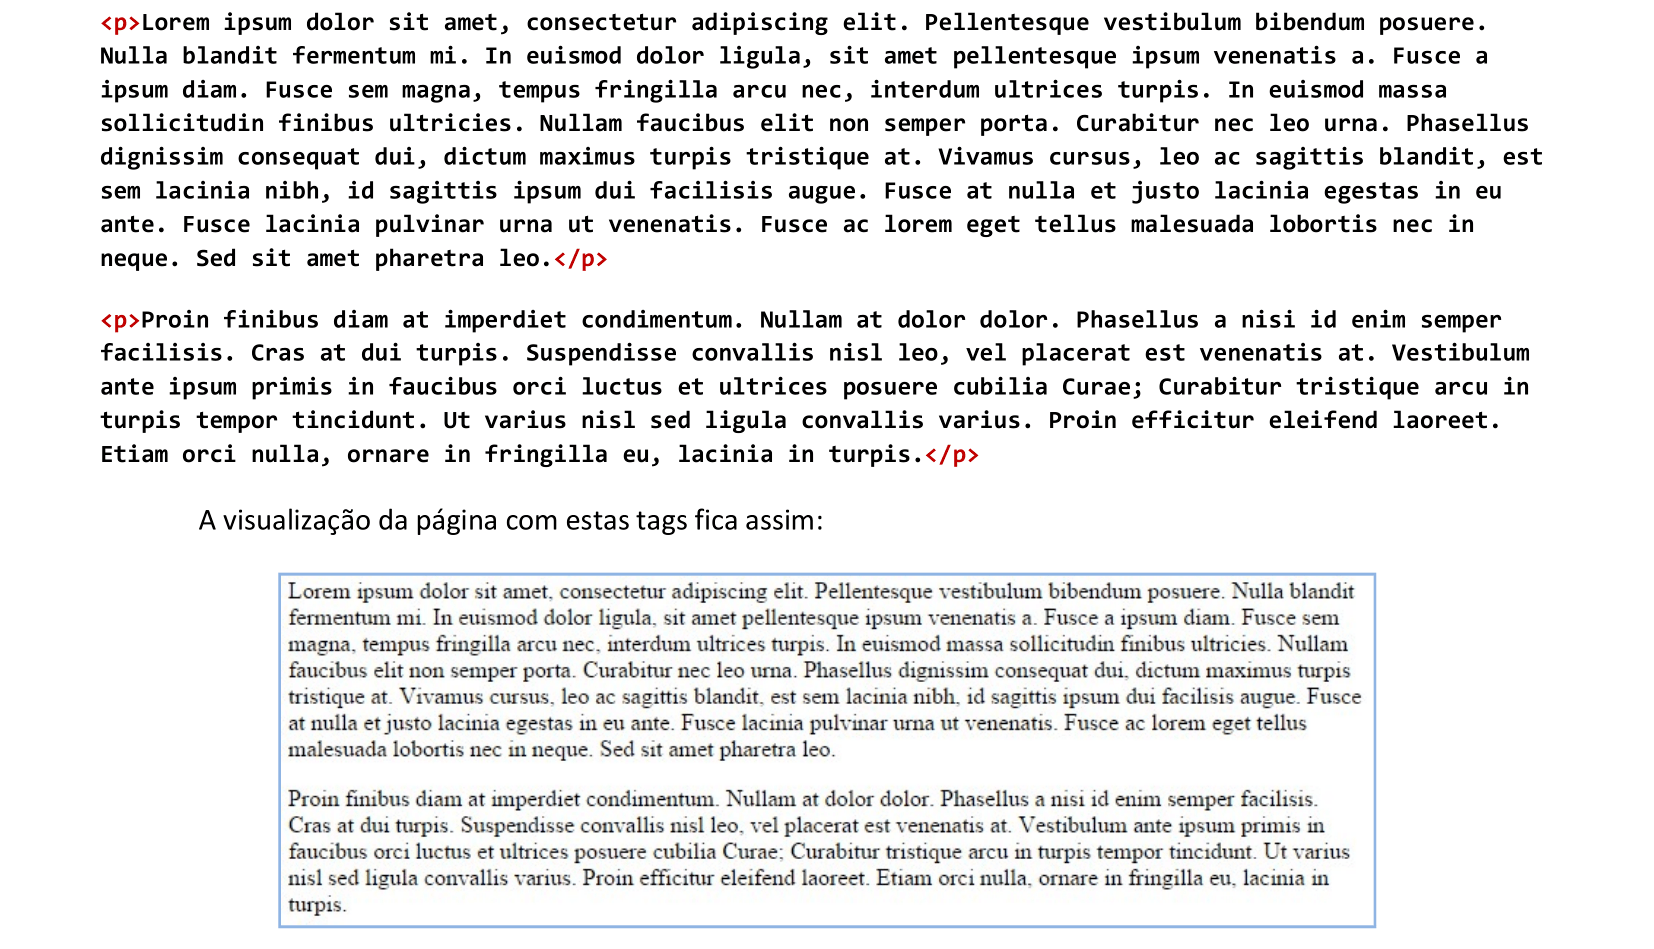 <p>Lorem ipsum dolor sit amet, consectetur adipiscing elit. Pellentesque vestibulum bibendum posuere.
Nulla blandit fermentum mi. In euismod dolor ligula, sit amet pellentesque ipsum venenatis a. Fusce a
ipsum diam. Fusce sem magna, tempus fringilla arcu nec, interdum ultrices turpis. In euismod massa
sollicitudin finibus ultricies. Nullam faucibus elit non semper porta. Curabitur nec leo urna. Phasellus
dignissim consequat dui, dictum maximus turpis tristique at. Vivamus cursus, leo ac sagittis blandit, est
sem lacinia nibh, id sagittis ipsum dui facilisis augue. Fusce at nulla et justo lacinia egestas in eu
ante. Fusce lacinia pulvinar urna ut venenatis. Fusce ac lorem eget tellus malesuada lobortis nec in
neque. Sed sit amet pharetra leo.</p>
<p>Proin finibus diam at imperdiet condimentum. Nullam at dolor dolor. Phasellus a nisi id enim semper
facilisis. Cras at dui turpis. Suspendisse convallis nisl leo, vel placerat est venenatis at. Vestibulum
ante ipsum primis in faucibus orci luctus et ultrices posuere cubilia Curae; Curabitur tristique arcu in
turpis tempor tincidunt. Ut varius nisl sed ligula convallis varius. Proin efficitur eleifend laoreet.
Etiam orci nulla, ornare in fringilla eu, lacinia in turpis.</p>
A visualização da página com estas tags fica assim:
Lorem ipsum dolor sit amet, consectetur adipiscing elit. Pellentesque vestibulum bibendum posuere. Nulla blandit
fermentum mi. In euismod dolor ligula, sit amet pellentesque ipsum venenatis a. Fusce a ipsum diam. Fusce sem
magna, tempus fringilla arcu nec, interdum ultrices turpis. In euismod massa sollicitudin finibus ultricies. Nullam
faucibus elit non semper porta. Curabitur nec leo urna. Phasellus dignissim consequat dui, dictum maximus turpis
tristique at. Vivamus cursus, leo ac sagittis blandit, est sem lacinia nibh, id sagittis ipsum dui facilisis augue. Fusce
at nulla et justo lacinia egestas in eu ante. Fusce lacinia pulvinar urna ut venenatis. Fusce ac lorem eget tellus
malesuada lobortis nec in neque. Sed sit amet pharetra leo.
Proin finibus diam at imperdiet condimentum. Nullam at dolor dolor. Phasellus a nisi id enim semper facilisis.
Cras at dui turpis. Suspendisse convallis nisl leo, vel placerat est venenatis at. Vestibulum ante ipsum primis in
faucibus orci luctus et ultrices posuere cubilia Curae; Curabitur tristique arcu in turpis tempor tincidunt. Ut varius
nisl sed ligula convallis varius. Proin efficitur eleifend laoreet. Etiam orci nulla, ornare in fringilla eu, lacinia in
turpis.